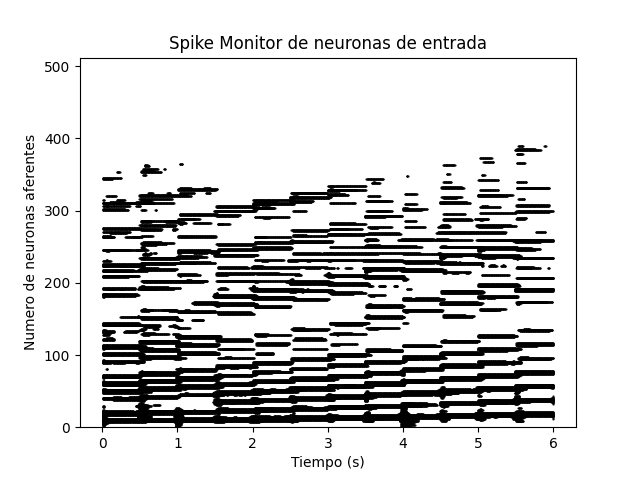 Spike Monitor de neuronas de entrada
500
400
300
200
100
0
Numero de neuronas aferentes
0 1 2 3 4 5 6
Tiempo (s)